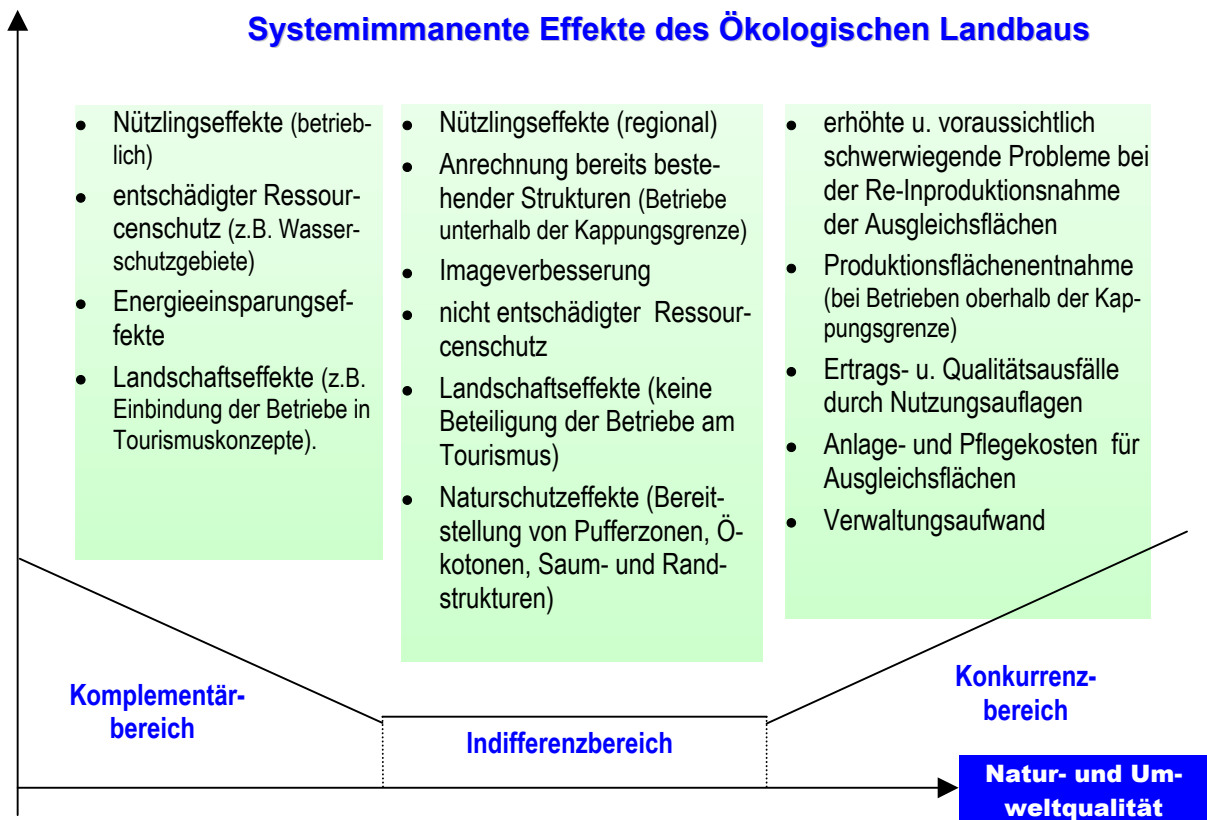 Systemimmanente Effekte des Ökologischen Landbaus
• Nützlingseffekte (betrieb-
lich)
• entschädigter Ressour-
censchutz (z.B. Wasser-
schutzgebiete)
• Energieeinsparungsef-
fekte
• Landschaftseffekte (z.B.
Einbindung der Betriebe in
Tourismuskonzepte).
• Nützlingseffekte (regional)
• Anrechnung bereits beste-
hender Strukturen (Betriebe
unterhalb der Kappungsgrenze)
• Imageverbesserung
• nicht entschädigter Ressour-
censchutz
• Landschaftseffekte (keine
Beteiligung der Betriebe am
Tourismus)
• Naturschutzeffekte (Bereit-
stellung von Pufferzonen, Ö-
kotonen, Saum- und Rand-
strukturen)
• erhöhte u. voraussichtlich
schwerwiegende Probleme bei
der Re-Inproduktionsnahme
der Ausgleichsflächen
• Produktionsflächenentnahme
(bei Betrieben oberhalb der Kap-
pungsgrenze)
• Ertrags- u. Qualitätsausfälle
durch Nutzungsauflagen
• Anlage- und Pflegekosten für
Ausgleichsflächen
• Verwaltungsaufwand
Komplementär-
bereich
Indifferenzbereich
Konkurrenz-
bereich
Natur- und Um-
weltqualität